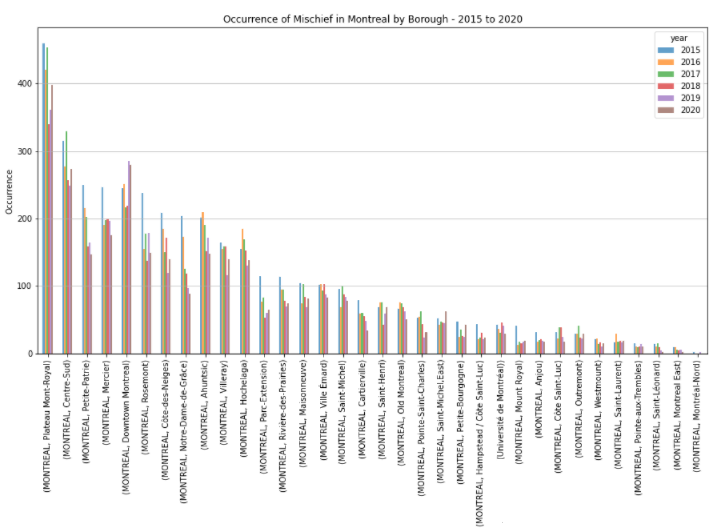 Occurrence of Mischief in Montreal by Borough - 2015 to 2020
year
2015
2016
2017
2018
2019
2020
Occurrence
400
300
200
100
0
(MONTREAL, Plateau Mont-Royal)
(MONTREAL, Centre-Sud)
(MONTREAL, Petite-Patrie)
(MONTREAL, Mercier)
(MONTREAL, Downtown Montreal)
(MONTREAL, Rosemont)
(MONTREAL, Côte-des-Neiges)
(MONTREAL, Notre-Dame-de-Grâce)
(MONTREAL, Ahuntsic)
(MONTREAL, Villeray)
(MONTREAL, Hochelaga)
(MONTREAL, Parc-Extension)
(MONTREAL, Rivière-des-Prairies)
(MONTREAL, Maisonneuve)
(MONTREAL, Ville Émard)
(MONTREAL, Saint-Michel)
(MONTREAL, Cartierville)
(MONTREAL, Saint-Henri)
(MONTREAL, Old Montreal)
(MONTREAL, Pointe-Saint-Charles)
(MONTREAL, Saint-Michel,East)
(MONTREAL, Petite-Bourgogne)
(MONTREAL, Hampstead / Côte Saint-Luc)
(Université de Montréal))
(MONTREAL, Mount Royal)
(MONTREAL, Anjou)
(MONTREAL, Côte Saint-Luc)
(MONTREAL, Outremont)
(MONTREAL, Westmount)
(MONTREAL, Saint-Laurent)
(MONTREAL, Pointe-aux-Trembles)
(MONTREAL, Saint-Léonard)
(MONTREAL, Montreal East)
(MONTREAL, Montréal-Nord)